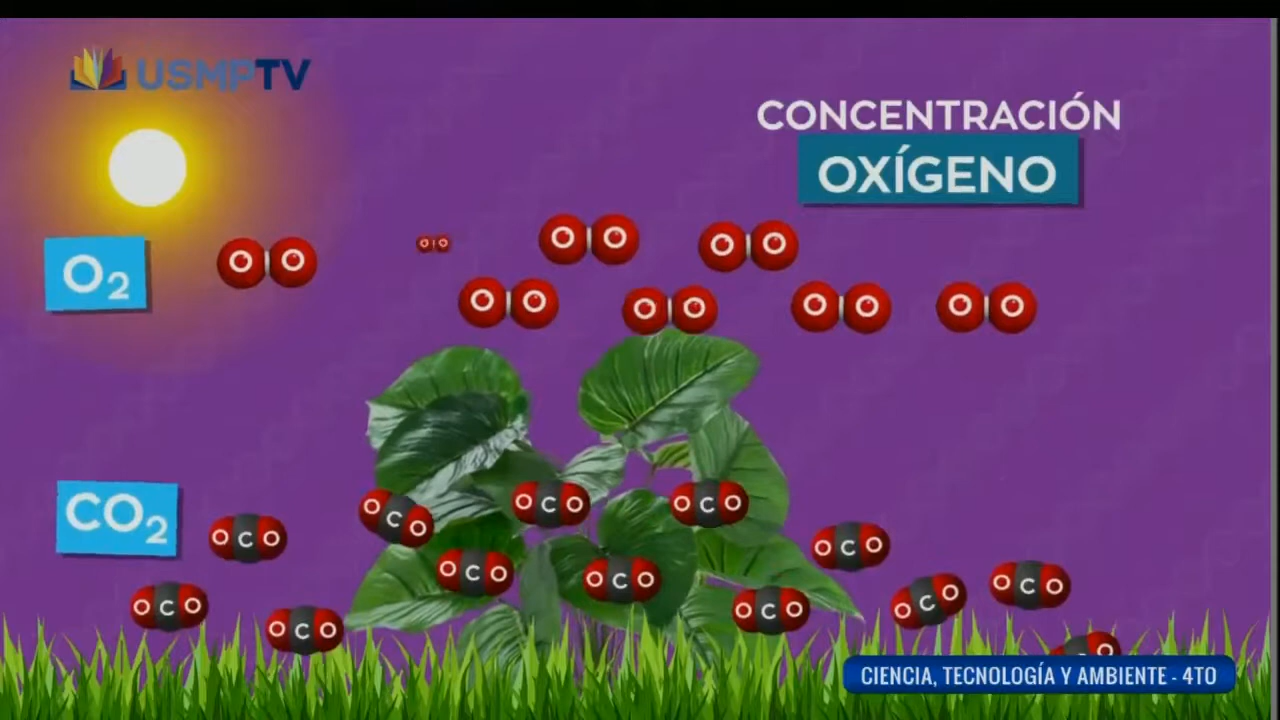 USMPTV
CONCENTRACIÓN
OXÍGENO
O₂
O O
O O
O O
O O
O O
O O
O O
O O
CO₂
O C O
O C O
O C O
O C O
O C O
O C O
O C O
O C O
O C O
O C O
O C O
O C O
O
CIENCIA, TECNOLOGÍA Y AMBIENTE - 4TO